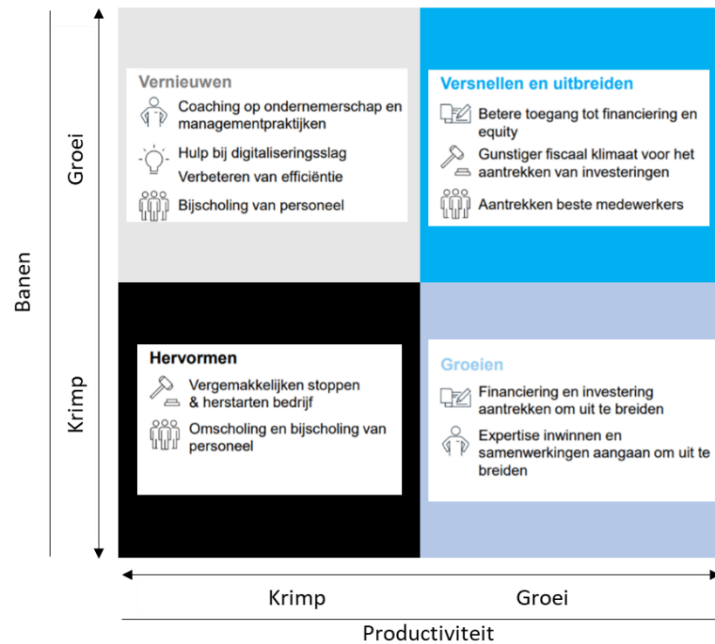 Vernieuwen
Coaching op ondernemerschap en
managementpraktijken
Hulp bij digitaliseringsslag
Verbeteren van efficiëntie
Bijscholing van personeel
Versnellen en uitbreiden
Betere toegang tot financiering en
equity
Gunstiger fiscaal klimaat voor het
aantrekken van investeringen
Aantrekken beste medewerkers
Groei
Banen
Krimp
Hervormen
Vergemakkelijken stoppen
& herstarten bedrijf
Omscholing en bijscholing van
personeel
Groeien
Financiering en investering
aantrekken om uit te breiden
Expertise inwinnen en
samenwerkingen aangaan om uit te
breiden
Krimp
Groei
Productiviteit